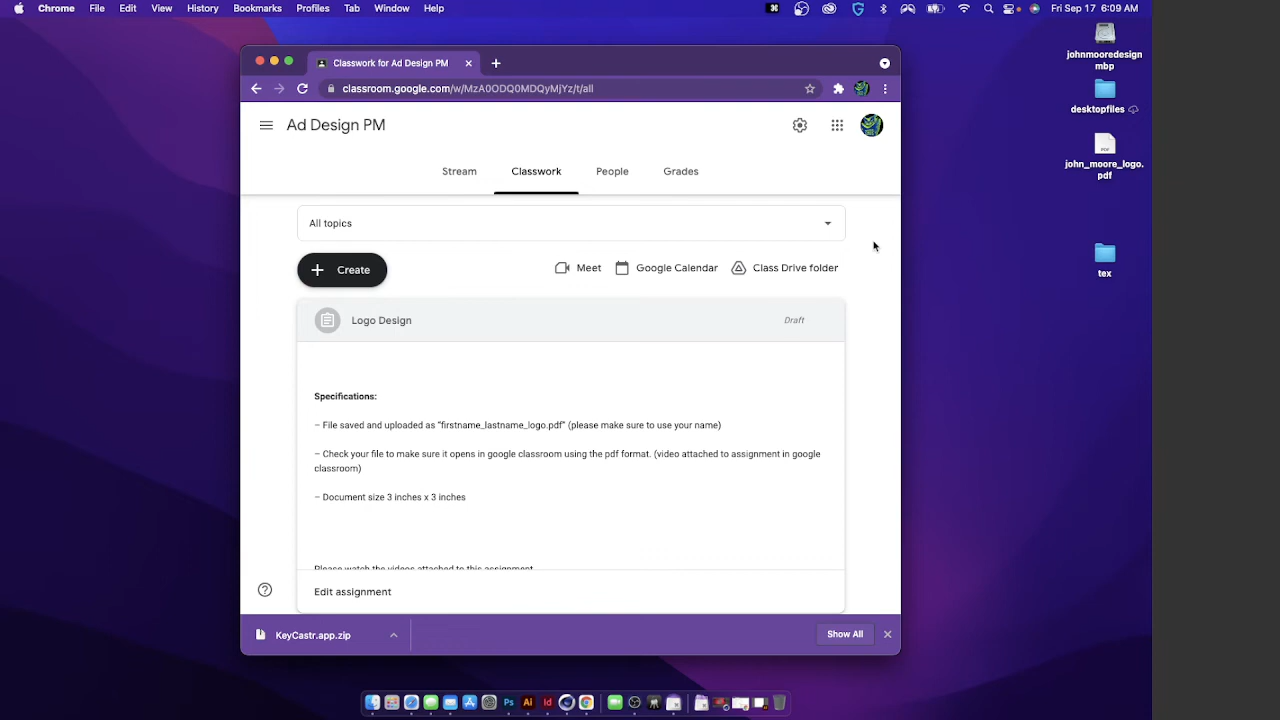 Chrome File Edit View History Bookmarks Profiles Tab Window Help Fri Sep 17 6:09 AM
Classwork for Ad Design PM
classroom.google.com/w/MzA0ODQ0MDQyMjYz/t/all
Ad Design PM
Stream Classwork People Grades
All topics
Create Meet Google Calendar Class Drive folder
Logo Design Draft
Specifications:
– File saved and uploaded as “firstname_lastname_logo.pdf” (please make sure to use your name)
– Check your file to make sure it opens in google classroom using the pdf format. (video attached to assignment in google
classroom)
– Document size 3 inches x 3 inches
Please watch the videos attached to this assignment
Edit assignment
KeyCastr.app.zip Show All
johnmooredesign
mbp
desktopfiles
PDF
john_moore_logo.
pdf
tex
Ps Ai Id